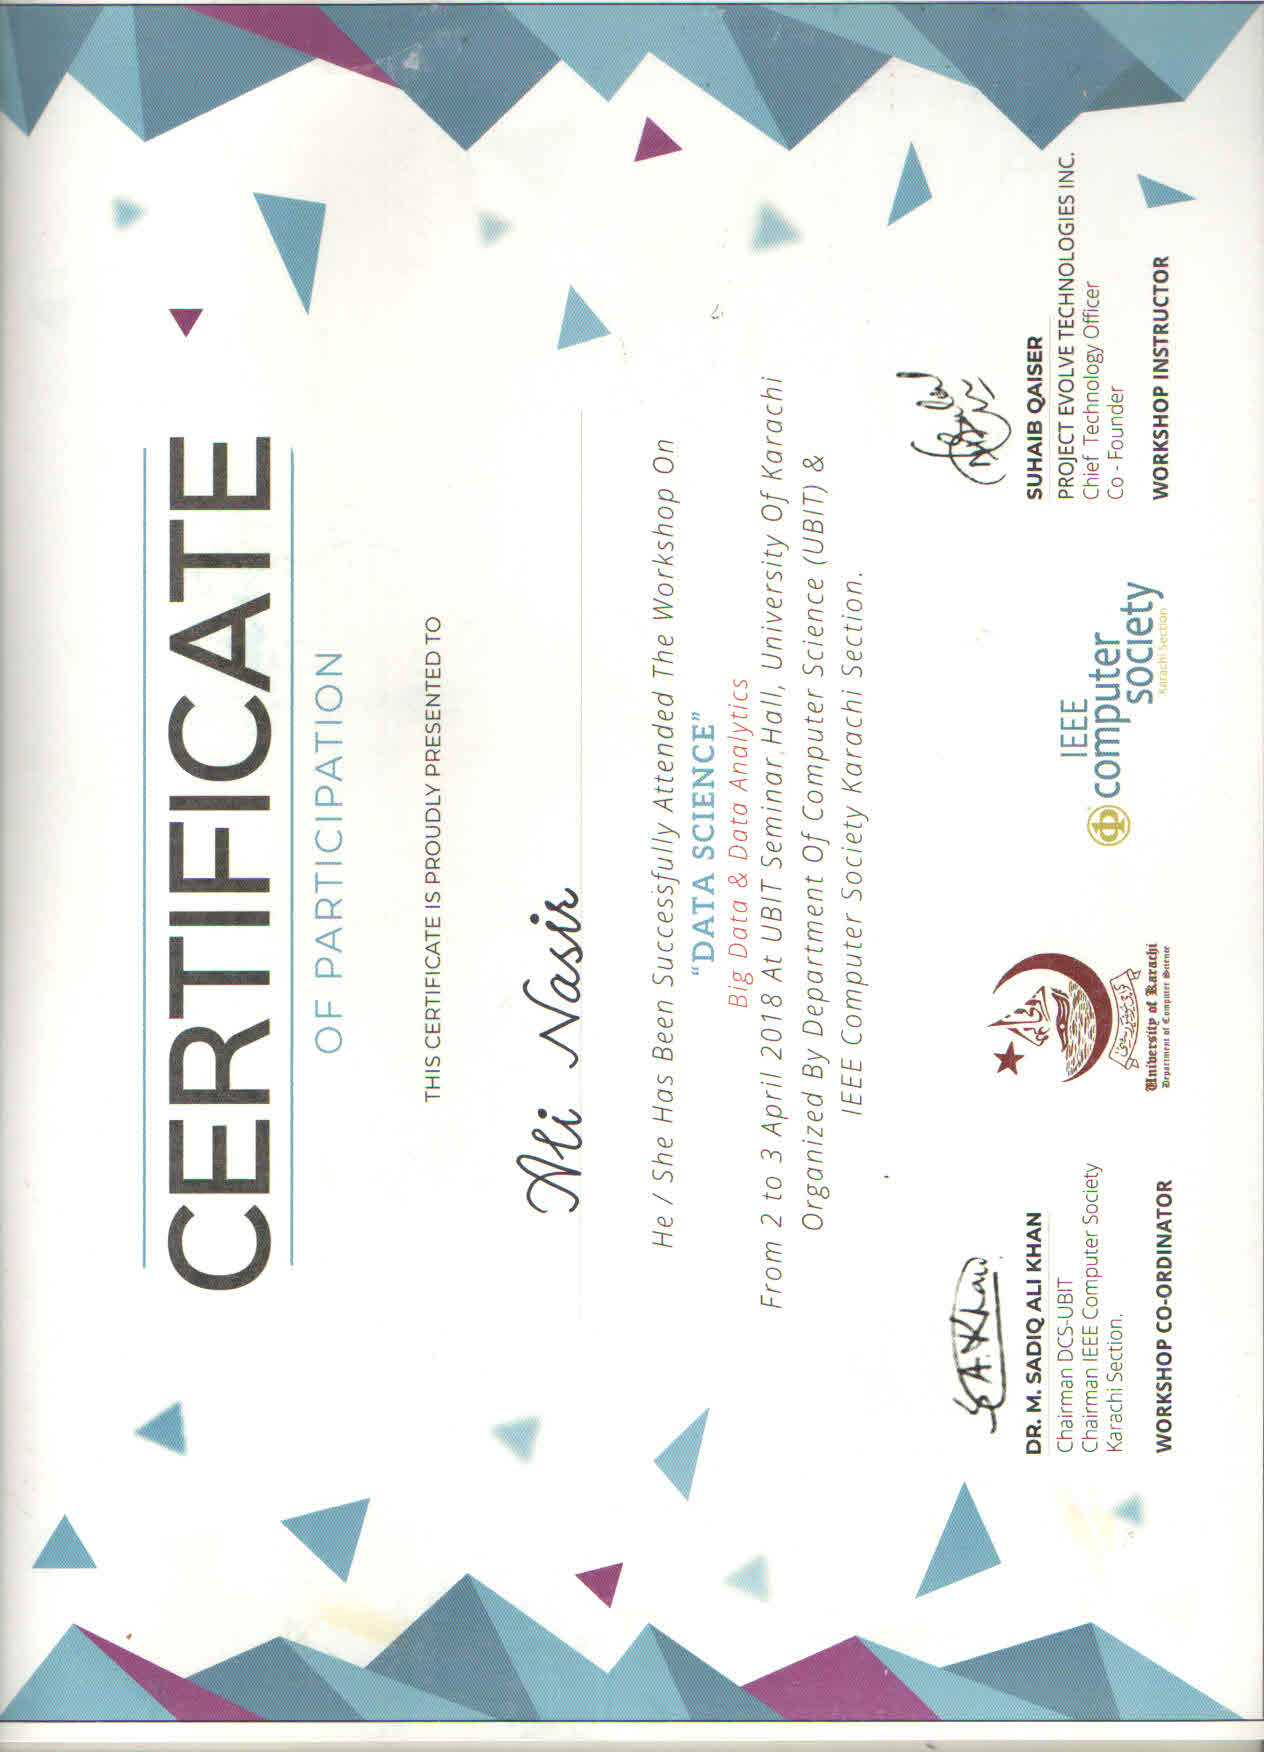 CERTIFICATE
OF PARTICIPATION
THIS CERTIFICATE IS PROUDLY PRESENTED TO
Ali Nasir
He / She Has Been Successfully Attended The Workshop On
“DATA SCIENCE”
Big Data & Data Analytics
From 2 to 3 April 2018 At UBIT Seminar Hall, University Of Karachi
Organized By Department Of Computer Science (UBIT) &
IEEE Computer Society Karachi Section.
S.A.Khan
DR. M. SADIQ ALI KHAN
Chairman DCS-UBIT
Chairman IEEE Computer Society
Karachi Section.
WORKSHOP CO-ORDINATOR
University of Karachi
Department of Computer Science
IEEE
computer
society
Karachi Section
SUHAIB QAISER
PROJECT EVOLVE TECHNOLOGIES INC.
Chief Technology Officer
Co - Founder
WORKSHOP INSTRUCTOR